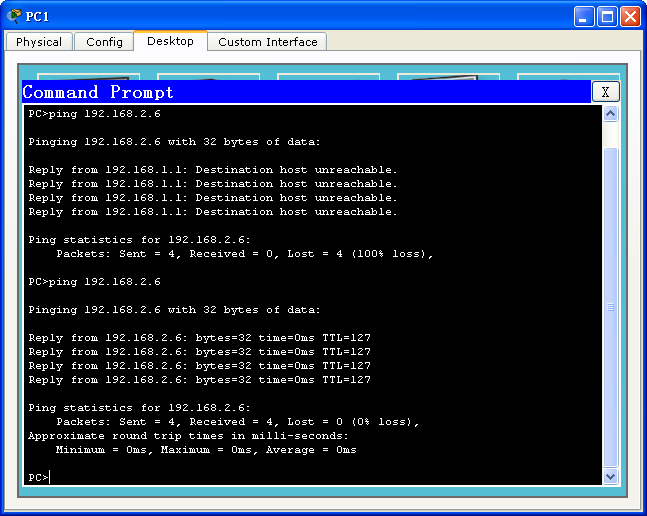 PC1
Physical
Config
Desktop
Custom Interface
Command Prompt
X
PC>ping 192.168.2.6
Pinging 192.168.2.6 with 32 bytes of data:
Reply from 192.168.1.1: Destination host unreachable.
Reply from 192.168.1.1: Destination host unreachable.
Reply from 192.168.1.1: Destination host unreachable.
Reply from 192.168.1.1: Destination host unreachable.
Ping statistics for 192.168.2.6:
Packets: Sent = 4, Received = 0, Lost = 4 (100% loss),
PC>ping 192.168.2.6
Pinging 192.168.2.6 with 32 bytes of data:
Reply from 192.168.2.6: bytes=32 time=0ms TTL=127
Reply from 192.168.2.6: bytes=32 time=0ms TTL=127
Reply from 192.168.2.6: bytes=32 time=0ms TTL=127
Reply from 192.168.2.6: bytes=32 time=0ms TTL=127
Ping statistics for 192.168.2.6:
Packets: Sent = 4, Received = 4, Lost = 0 (0% loss),
Approximate round trip times in milli-seconds:
Minimum = 0ms, Maximum = 0ms, Average = 0ms
PC>